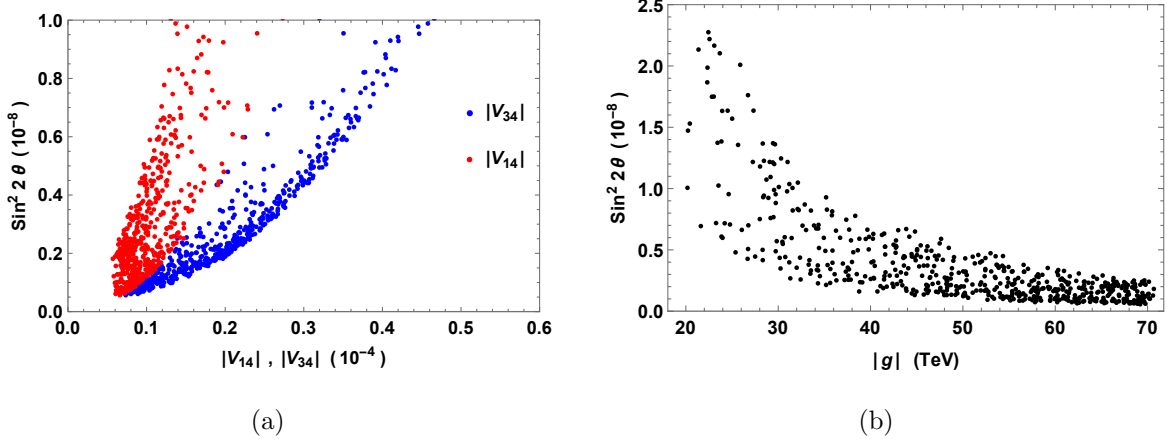 1.0
0.8
0.6
0.4
0.2
0.0
Sin² 2 θ (10⁻⁸)
0.0 0.1 0.2 0.3 0.4 0.5 0.6
|V₁₄| , |V₃₄| (10⁻⁴)
|V₃₄|
|V₁₄|
(a)
2.5
2.0
1.5
1.0
0.5
0.0
Sin² 2 θ (10⁻⁸)
20 30 40 50 60 70
|g| (TeV)
(b)